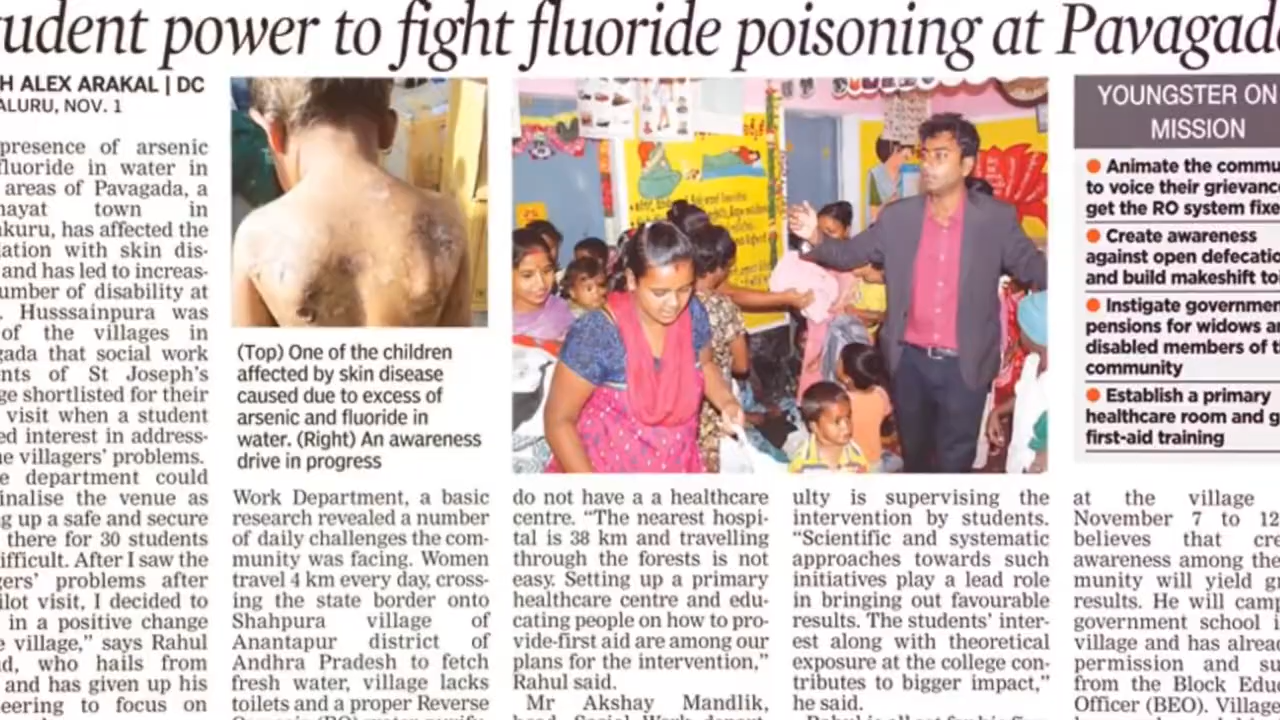 udent power to fight fluoride poisoning at Pavagad
H ALEX ARAKAL | DC
ALURU, NOV. 1
presence of arsenic
fluoride in water in
areas of Pavagada, a
hayat town in
akuru, has affected the
lation with skin dis-
and has led to increas-
umber of disability at
. Husssainpura was
of the villages in
gada that social work
nts of St Joseph's
ge shortlisted for their
visit when a student
ed interest in address-
he villagers' problems.
e department could
inalise the venue as
g up a safe and secure
there for 30 students
ifficult. After I saw the
gers' problems after
ilot visit, I decided to
in a positive change
e village," says Rahul
d, who hails from
and has given up his
eering to focus on
(Top) One of the children
affected by skin disease
caused due to excess of
arsenic and fluoride in
water. (Right) An awareness
drive in progress
Work Department, a basic
research revealed a number
of daily challenges the com-
munity was facing. Women
travel 4 km every day, cross-
ing the state border onto
Shahpura village of
Anantapur district of
Andhra Pradesh to fetch
fresh water, village lacks
toilets and a proper Reverse
do not have a a healthcare
centre. "The nearest hospi-
tal is 38 km and travelling
through the forests is not
easy. Setting up a primary
healthcare centre and edu-
cating people on how to pro-
vide-first aid are among our
plans for the intervention,"
Rahul said.
Mr Akshay Mandlik,
ulty is supervising the
intervention by students.
"Scientific and systematic
approaches towards such
initiatives play a lead role
in bringing out favourable
results. The students' inter-
est along with theoretical
exposure at the college con-
tributes to bigger impact,"
he said.
YOUNGSTER ON
MISSION
● Animate the commu
to voice their grievanc
get the RO system fixe
● Create awareness
against open defecatio
and build makeshift to
● Instigate governmen
pensions for widows a
disabled members of t
community
● Establish a primary
healthcare room and g
first-aid training
at the village
November 7 to 12
believes that cre
awareness among the
munity will yield g
results. He will cam
government school i
village and has alrea
permission and su
from the Block Educ
Officer (BEO). Village